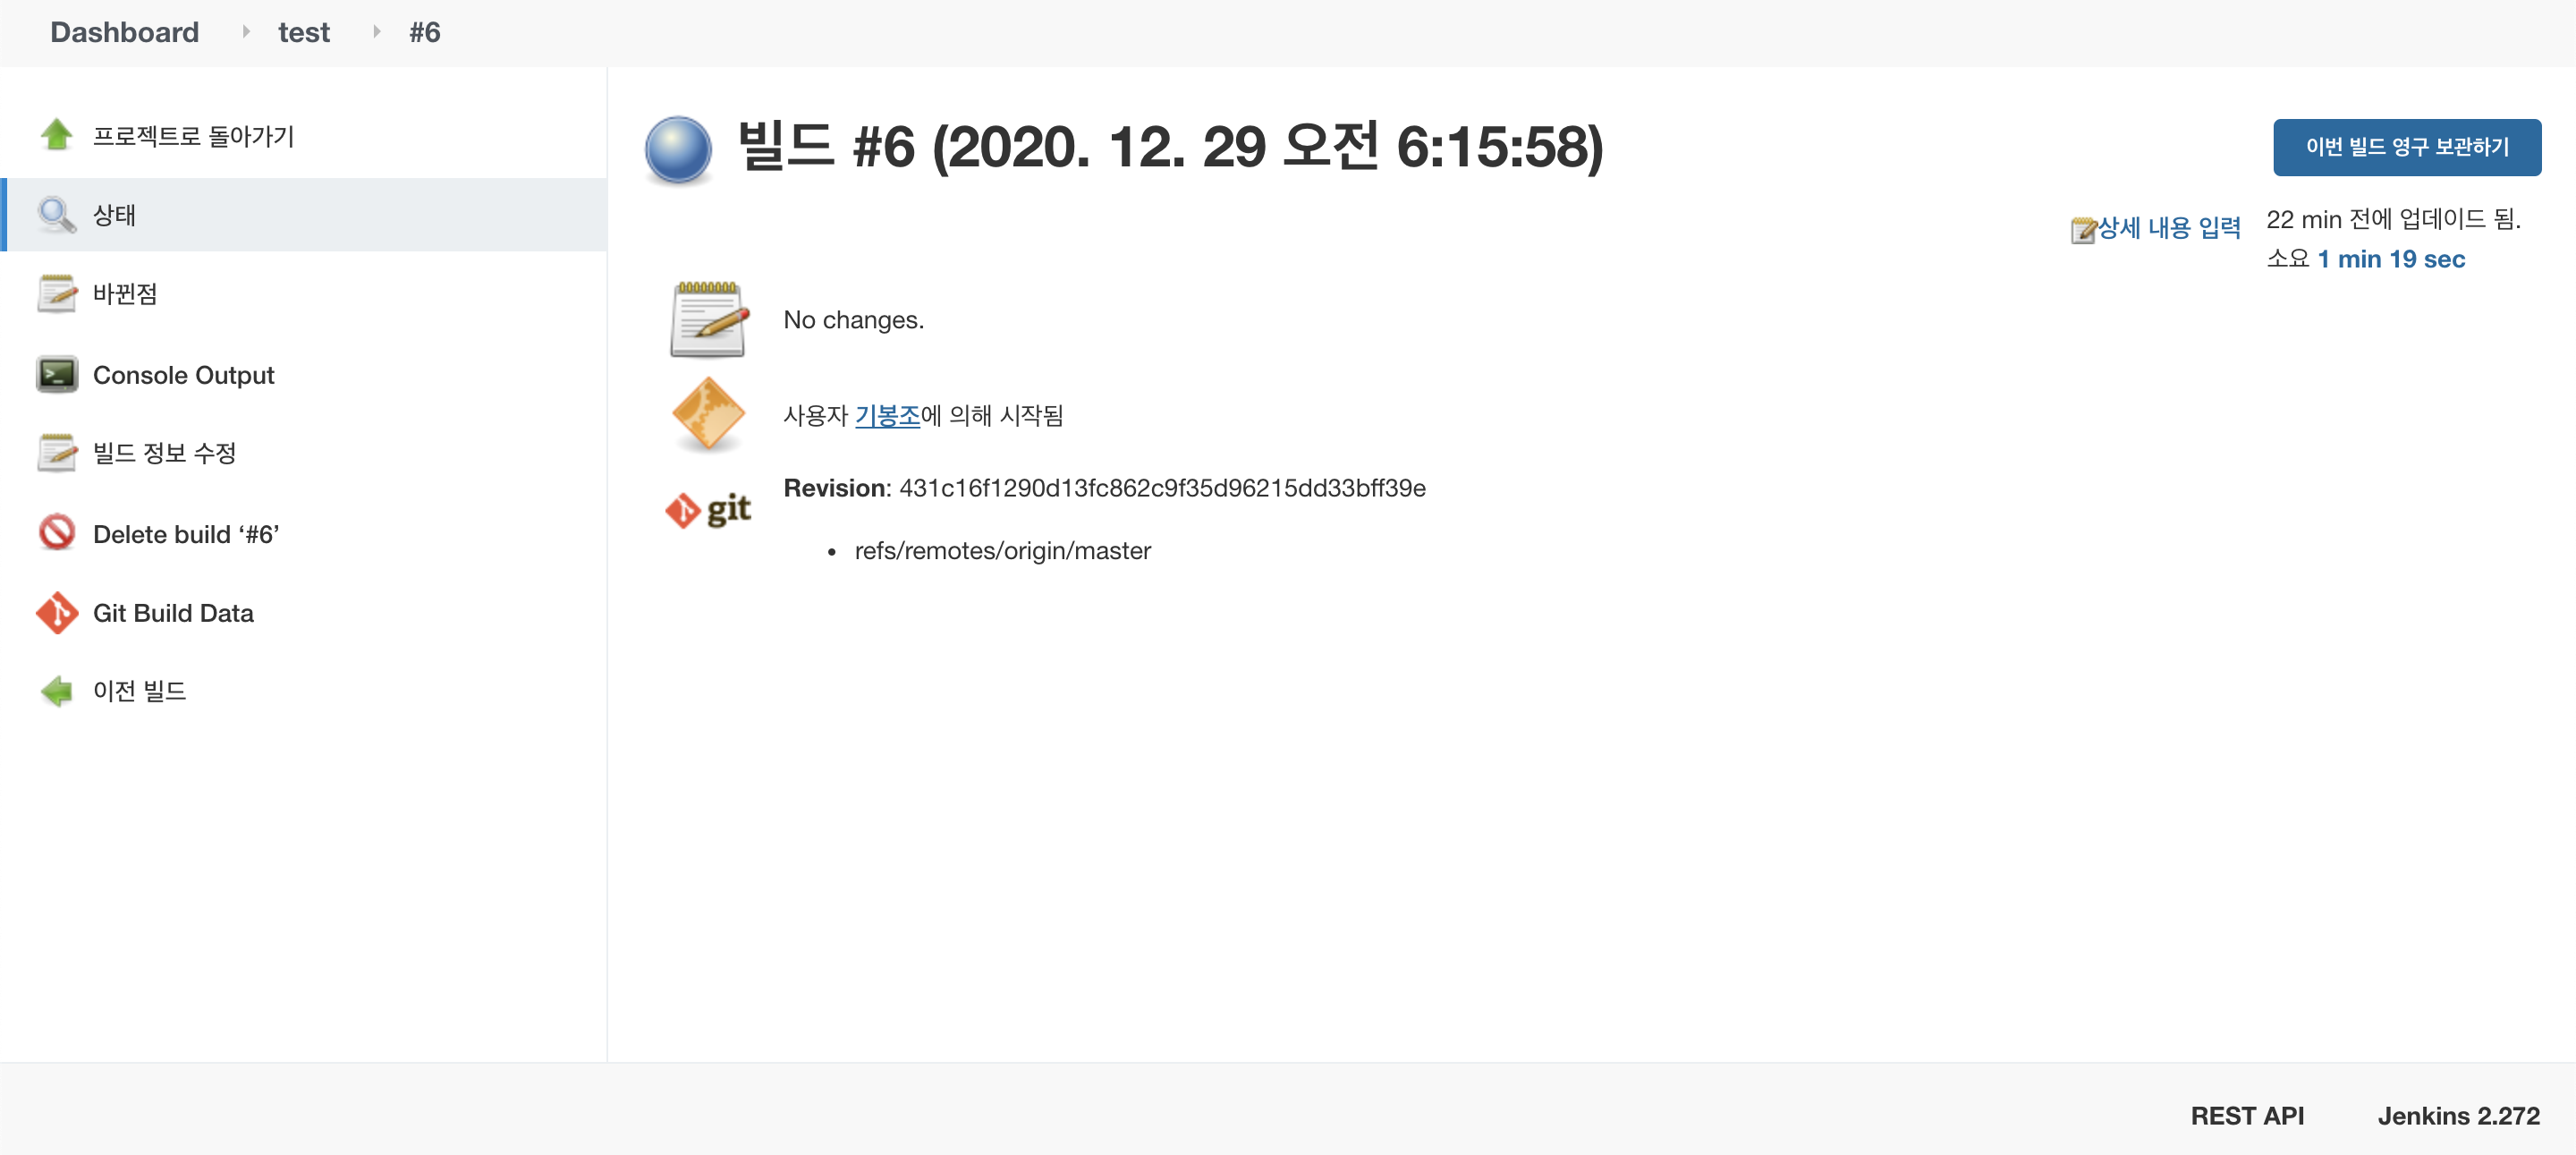 Dashboard test #6
프로젝트로 돌아가기
상태
바뀐점
Console Output
빌드 정보 수정
Delete build ‘#6’
Git Build Data
이전 빌드
빌드 #6 (2020. 12. 29 오전 6:15:58)
이번 빌드 영구 보관하기
상세 내용 입력
22 min 전에 업데이드 됨.
소요 1 min 19 sec
No changes.
사용자 기봉조에 의해 시작됨
git
Revision: 431c16f1290d13fc862c9f35d96215dd33bff39e
• refs/remotes/origin/master
REST API Jenkins 2.272